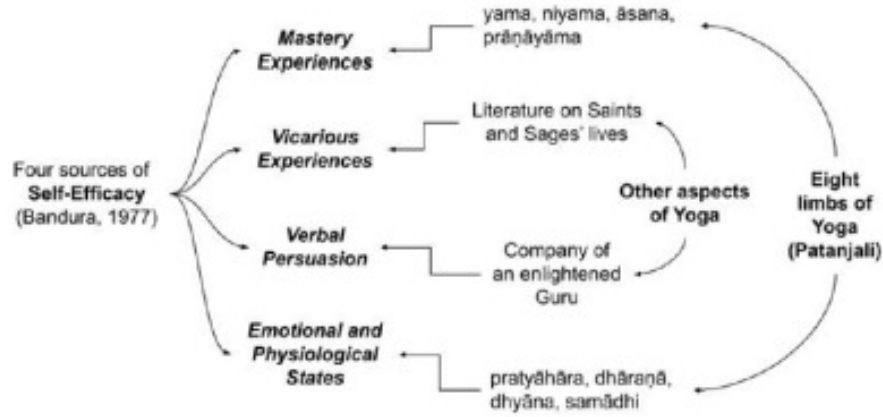 Four sources of
Self-Efficacy
(Bandura, 1977)
Mastery
Experiences
Vicarious
Experiences
Verbal
Persuasion
Emotional and
Physiological
States
yama, niyama, āsana,
prāṇāyāma
Literature on Saints
and Sages' lives
Company of
an enlightened
Guru
pratyāhāra, dhāraṇā,
dhyāna, samādhi
Other aspects
of Yoga
Eight
limbs of
Yoga
(Patanjali)